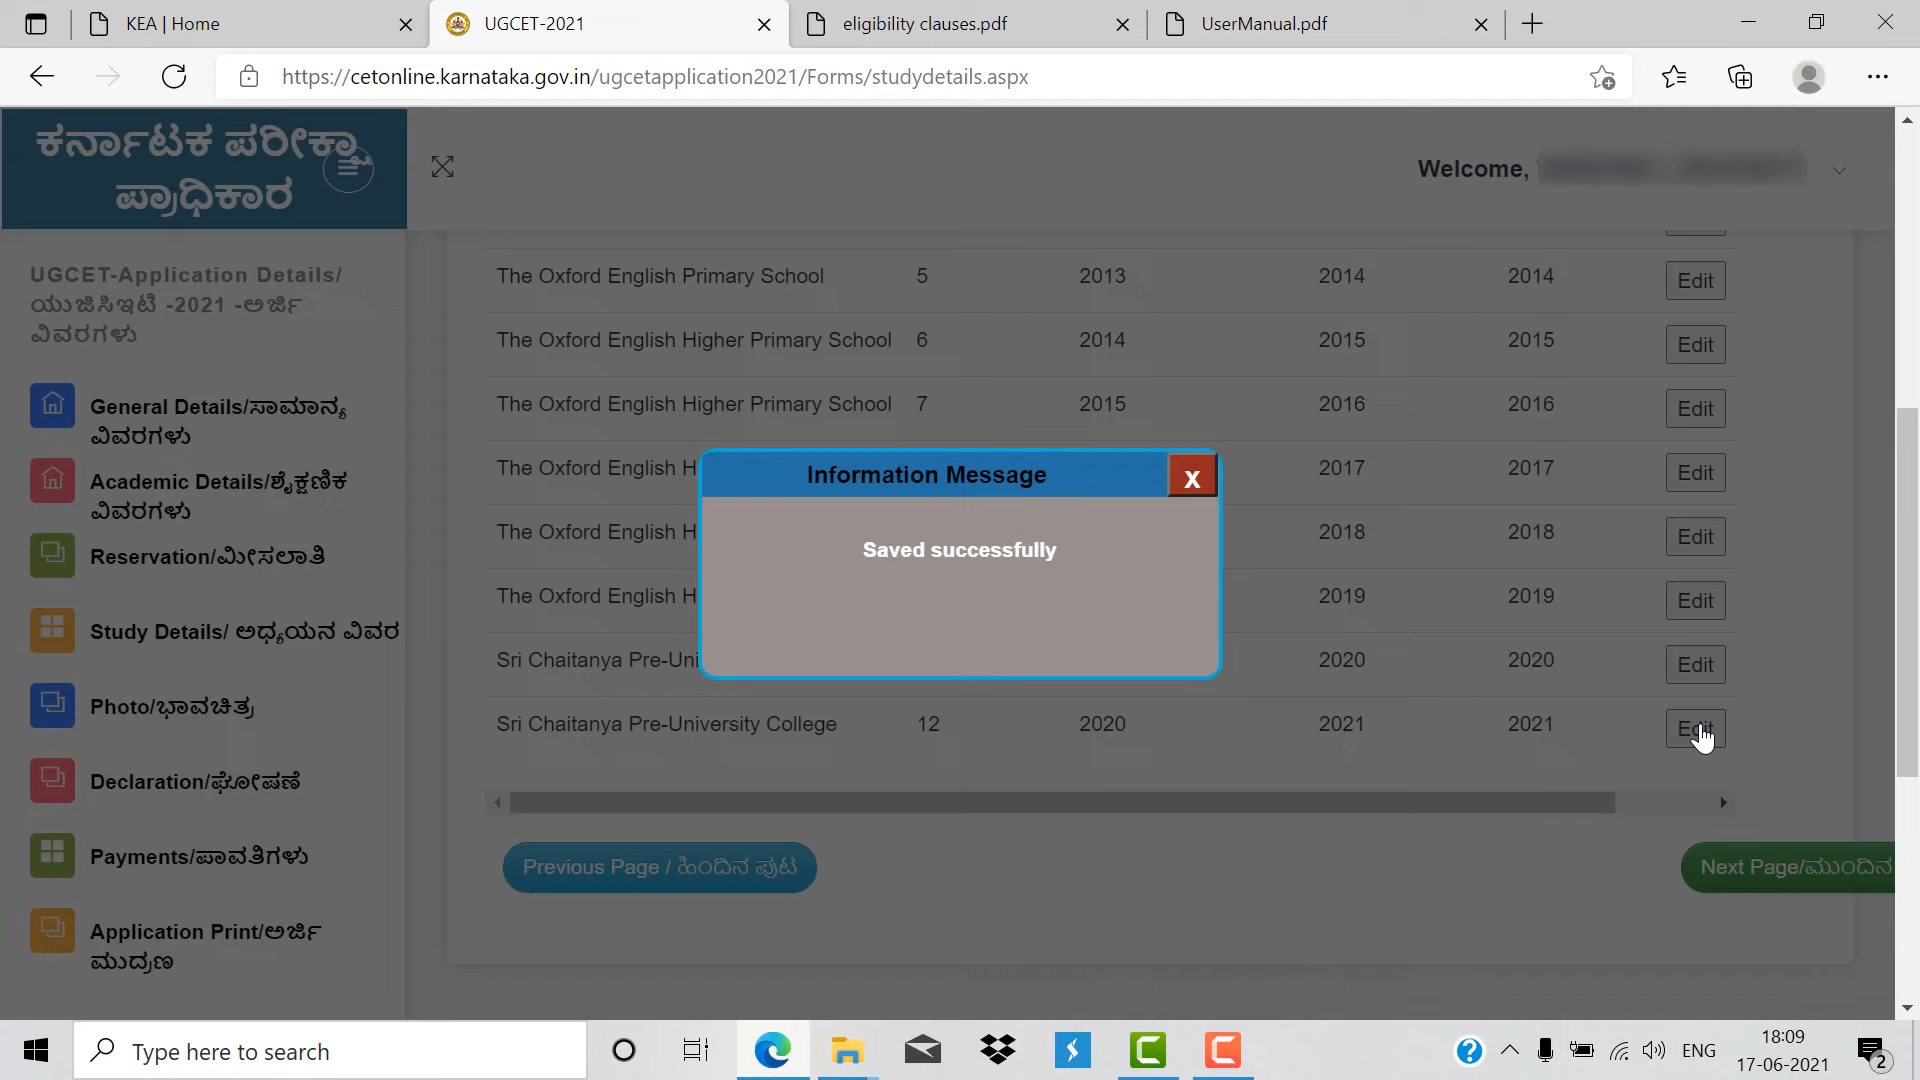 KEA | Home
UGCET-2021
eligibility clauses.pdf
UserManual.pdf
https://cetonline.karnataka.gov.in/ugcetapplication2021/Forms/studydetails.aspx
ಕರ್ನಾಟಕ ಪರೀಕ್ಷಾ
ಪ್ರಾಧಿಕಾರ
Welcome,
UGCET-Application Details/
ಯುಜಿಸಿಇಟಿ -2021 -ಅರ್ಜಿ
ವಿವರಗಳು
General Details/ಸಾಮಾನ್ಯ
ವಿವರಗಳು
Academic Details/ಶೈಕ್ಷಣಿಕ
ವಿವರಗಳು
Reservation/ಮೀಸಲಾತಿ
Study Details/ ಅಧ್ಯಯನ ವಿವರ
Photo/ಭಾವಚಿತ್ರ
Declaration/ಘೋಷಣೆ
Payments/ಪಾವತಿಗಳು
Application Print/ಅರ್ಜಿ
ಮುದ್ರಣ
The Oxford English Primary School 5 2013 2014 2014 Edit
The Oxford English Higher Primary School 6 2014 2015 2015 Edit
The Oxford English Higher Primary School 7 2015 2016 2016 Edit
The Oxford English H 2017 2017 Edit
The Oxford English H 2018 2018 Edit
The Oxford English H 2019 2019 Edit
Sri Chaitanya Pre-Uni 2020 2020 Edit
Sri Chaitanya Pre-University College 12 2020 2021 2021 Edit
Information Message
x
Saved successfully
Previous Page / ಹಿಂದಿನ ಪುಟ
Next Page/ಮುಂದಿನ
Type here to search
ENG
18:09
17-06-2021
2